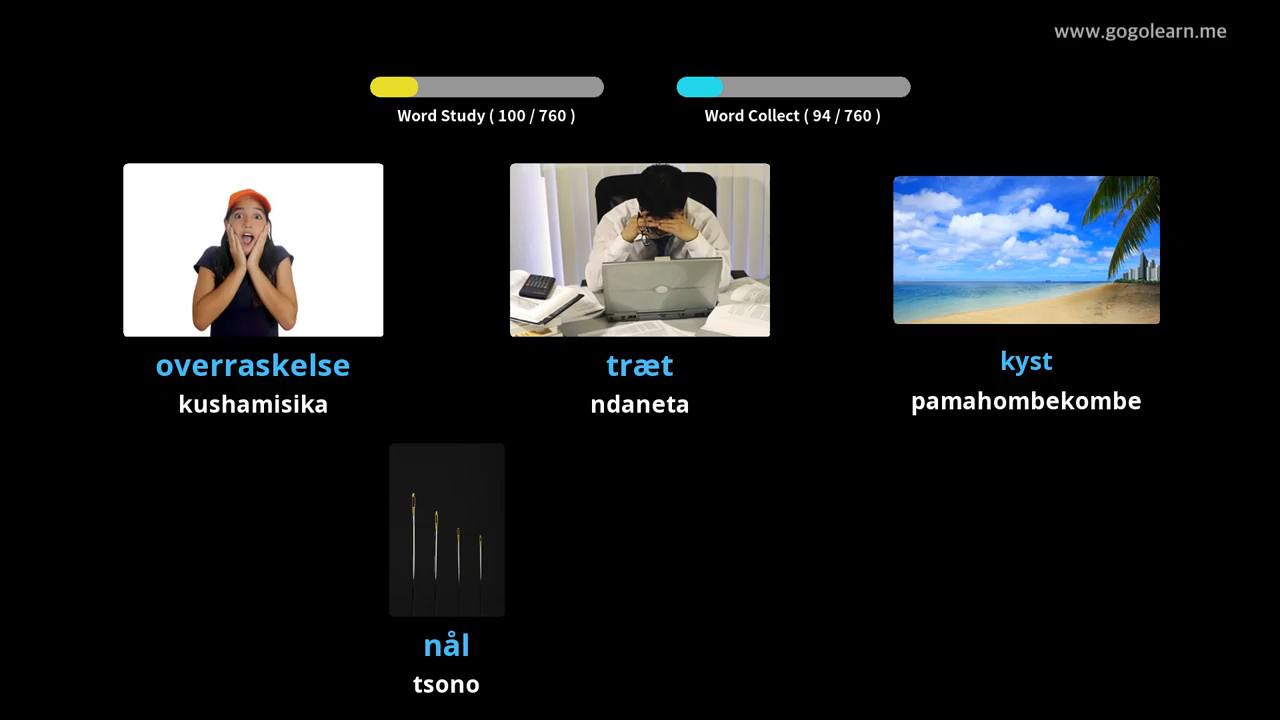 www.gogolearn.me
Word Study ( 100 / 760 )
Word Collect ( 94 / 760 )
overraskelse
kushamisika
træt
ndaneta
kyst
pamahombekombe
nål
tsono